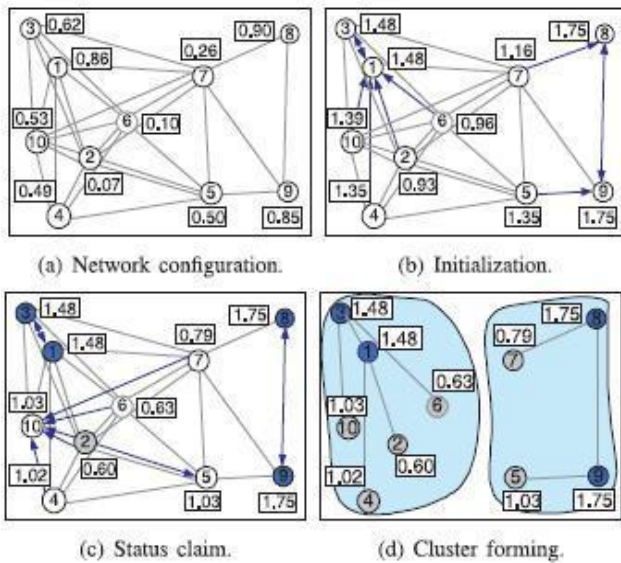 3 0.62 0.90 8
1 0.86 0.26
7
0.53 6
10 0.10
2
0.49 0.07 5 9
4 0.50 0.85
(a) Network configuration.
3 1.48 1.75 8
1 1.48 1.16
7
1.39 6
10 0.96
2
1.35 0.93 5 9
4 1.35 1.75
(b) Initialization.
3 1.48 1.75 8
1 1.48 0.79
7
1.03 6 0.63
10 2
1.02 0.60 5 9
4 1.03 1.75
(c) Status claim.
3 1.48 1.75 8
1 1.48 0.79
7
0.63
1.03 6
10 2
1.02 0.60 5 9
4 1.03 1.75
(d) Cluster forming.